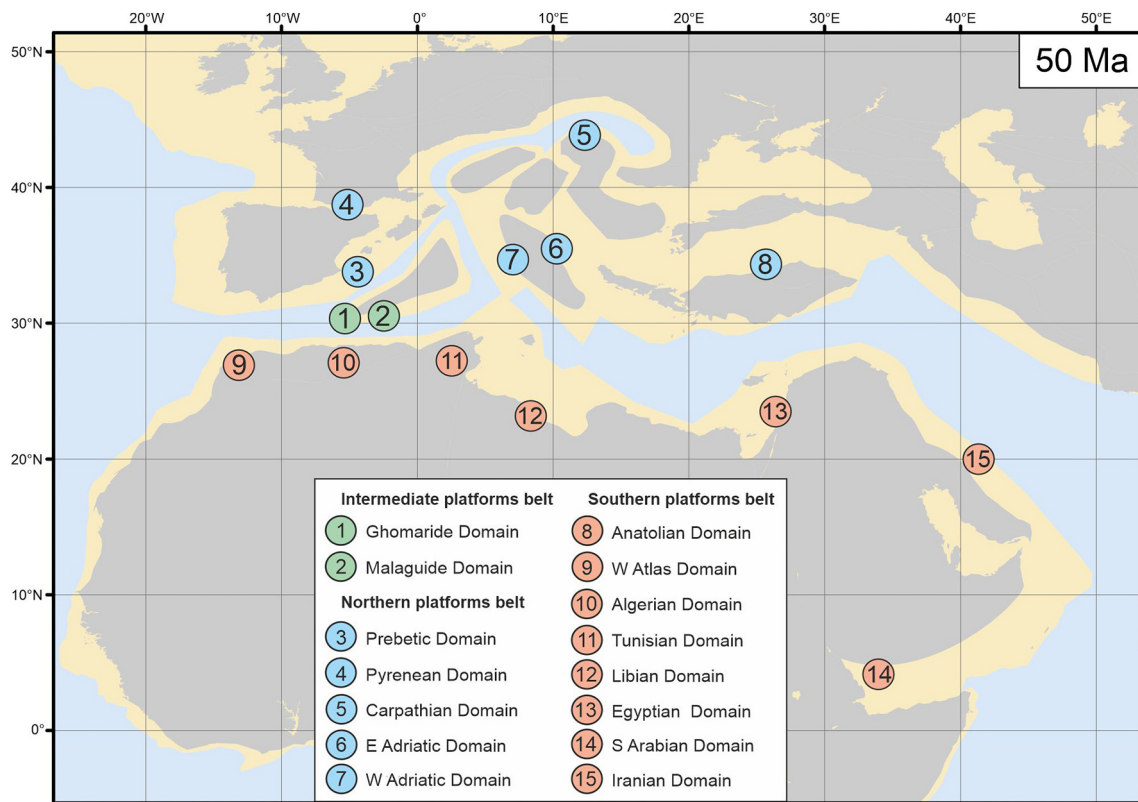 20°W 10°W 0° 10°E 20°E 30°E 40°E 50°E
50°N
50 Ma
5
40°N
4
6
7
8
3
30°N
1
2
9
10
11
12
13
20°N
15
Intermediate platforms belt
1 Ghomaride Domain
2 Malaguide Domain
Northern platforms belt
3 Prebetic Domain
4 Pyrenean Domain
5 Carpathian Domain
6 E Adriatic Domain
7 W Adriatic Domain
Southern platforms belt
8 Anatolian Domain
9 W Atlas Domain
10 Algerian Domain
11 Tunisian Domain
12 Libian Domain
13 Egyptian Domain
14 S Arabian Domain
15 Iranian Domain
10°N
14
0°